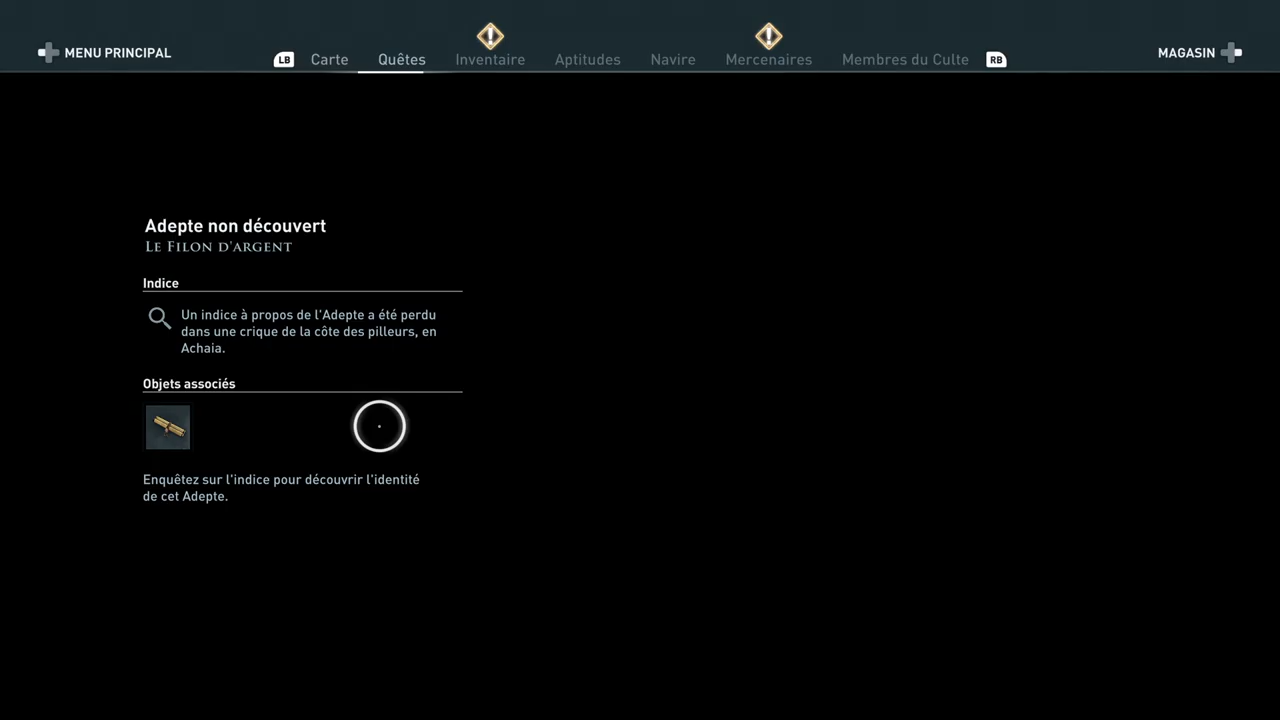 MENU PRINCIPAL
LB Carte Quêtes Inventaire Aptitudes Navire Mercenaires Membres du Culte RB
MAGASIN
Adepte non découvert
LE FILON D'ARGENT
Indice
Un indice à propos de l'Adepte a été perdu
dans une crique de la côte des pilleurs, en
Achaia.
Objets associés
Enquêtez sur l'indice pour découvrir l'identité
de cet Adepte.